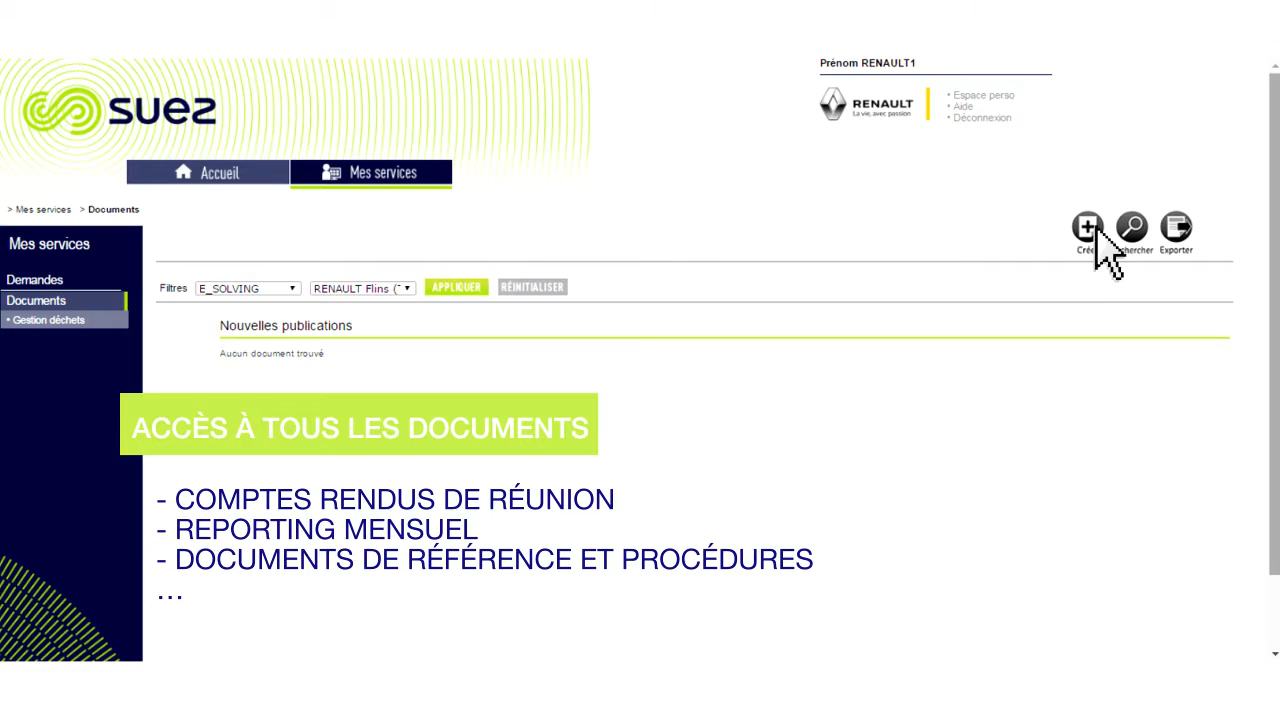 Prénom RENAULT1
suez
RENAULT
La vie, avec passion
• Espace perso
• Aide
• Déconnexion
Accueil
Mes services
> Mes services > Documents
Mes services
Demandes
Documents
• Gestion déchets
Exporter
Filtres E_SOLVING RENAULT Flins ( APPLIQUER RÉINITIALISER
Nouvelles publications
Aucun document trouvé
ACCÈS À TOUS LES DOCUMENTS
- COMPTES RENDUS DE RÉUNION
- REPORTING MENSUEL
- DOCUMENTS DE RÉFÉRENCE ET PROCÉDURES
...